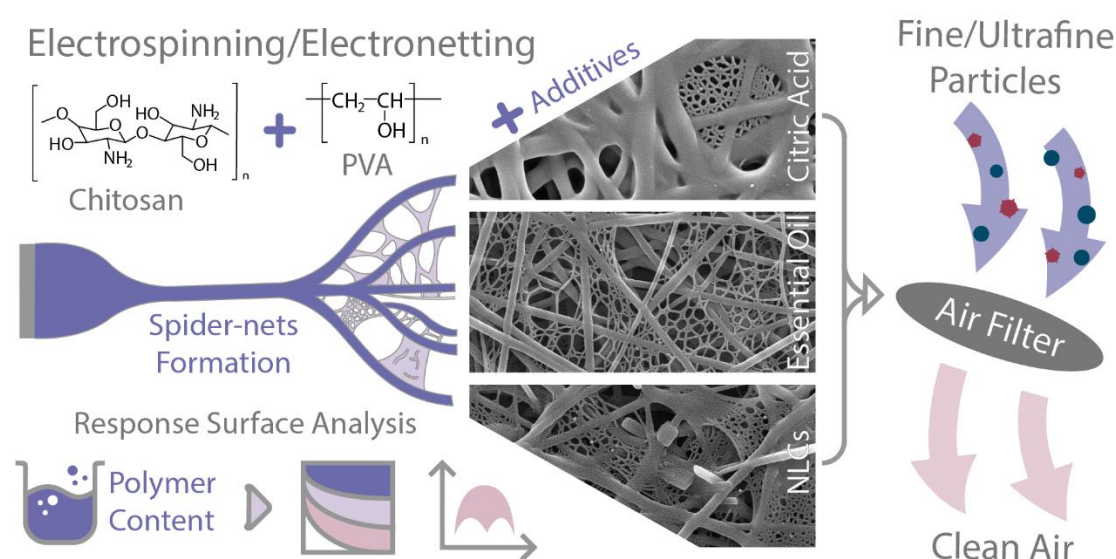 Electrospinning/Electronetting
OH
HO
NH₂
O
O
HO
NH₂
O
OH
n
Chitosan
+
CH₂
CH
OH
n
PVA
+ Additives
Citric Acid
Essential Oil
NLCs
Spider-nets
Formation
Response Surface Analysis
Polymer
Content
Fine/Ultrafine
Particles
Air Filter
Clean Air